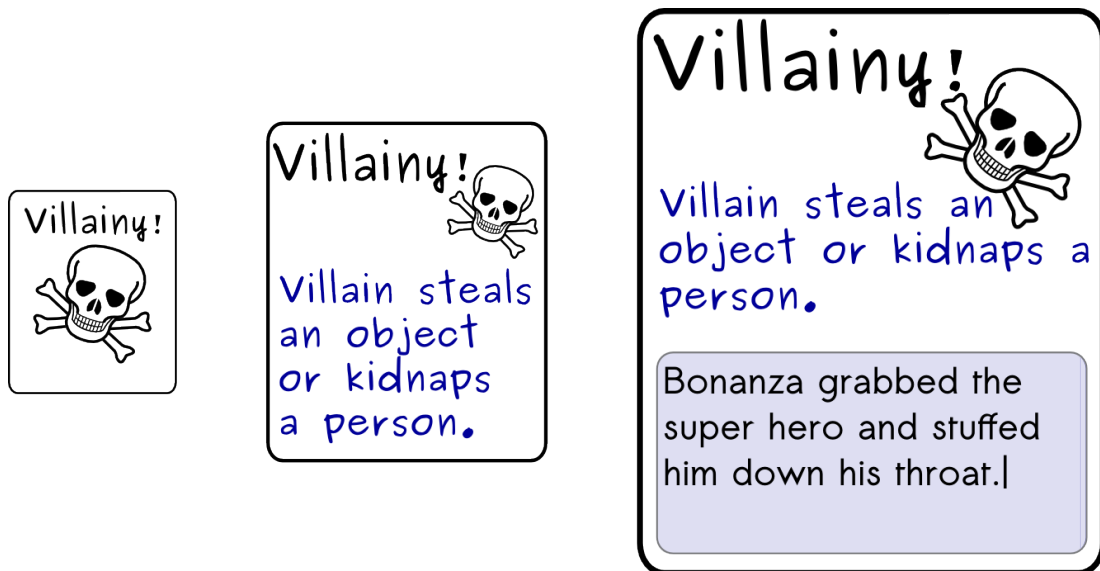 Villainy!
Villainy!
Villain steals
an object
or kidnaps
a person.
Villainy!
Villain steals an
object or kidnaps a
person.
Bonanza grabbed the
super hero and stuffed
him down his throat.